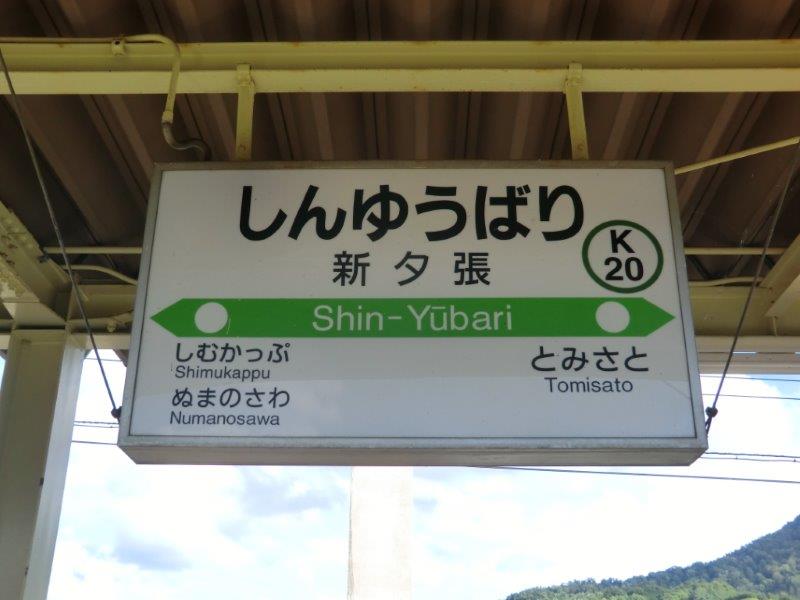 しんゆうばり
新夕張
K
20
Shin-Yūbari
しむかっぷ
Shimukappu
ぬまのさわ
Numanosawa
とみさと
Tomisato